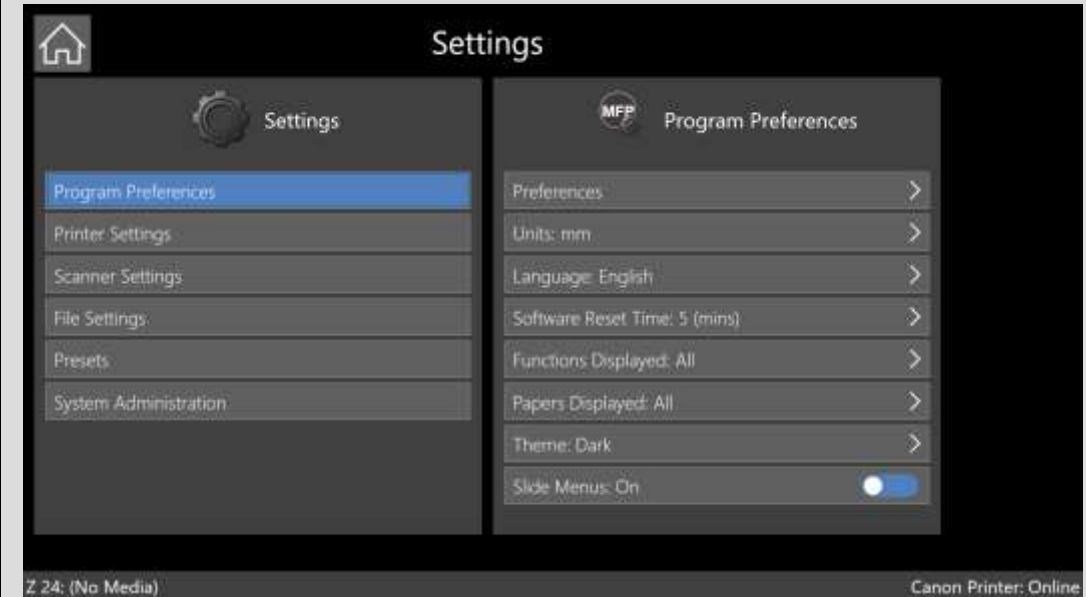 Settings
Settings
Program Preferences
Printer Settings
Scanner Settings
File Settings
Presets
System Administration
MFP
Program Preferences
Preferences
Units: mm
Language: English
Software Reset Time: 5 (mins)
Functions Displayed: All
Papers Displayed: All
Theme: Dark
Slide Menus: On
Z 24: (No Media)
Canon Printer: Online